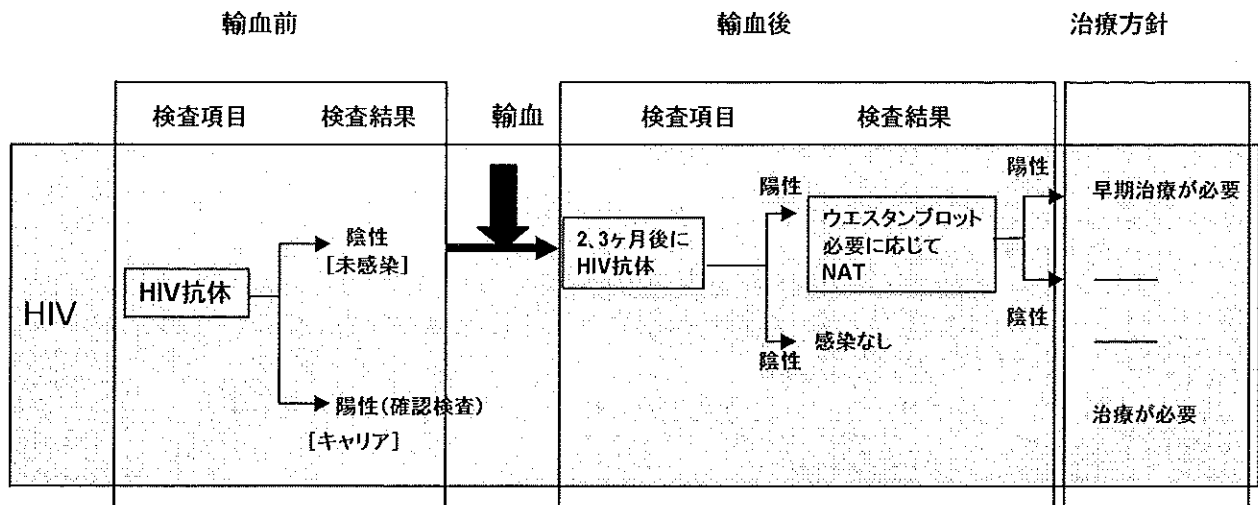 輸血前
輸血後
治療方針
検査項目
検査結果
輸血
検査項目
検査結果
HIV
HIV抗体
陰性
[未感染]
陽性(確認検査)
[キャリア]
2、3ヶ月後に
HIV抗体
陽性
陰性
ウエスタンブロット
必要に応じて
NAT
感染なし
陽性
陰性
早期治療が必要
治療が必要